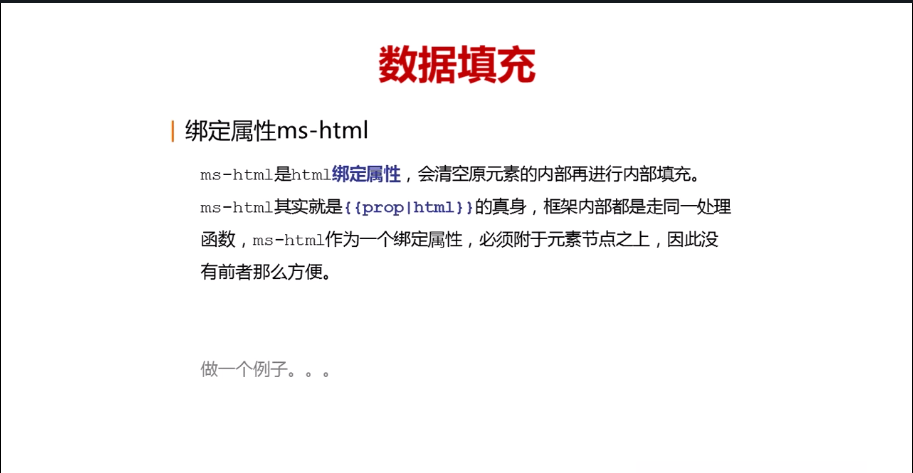 数据填充
绑定属性ms-html
ms-html是html绑定属性，会清空原元素的内部再进行内部填充。
ms-html其实就是{{prop|html}}的真身，框架内部都是走同一处理
函数，ms-html作为一个绑定属性，必须附于元素节点之上，因此没
有前者那么方便。
做一个例子。。。